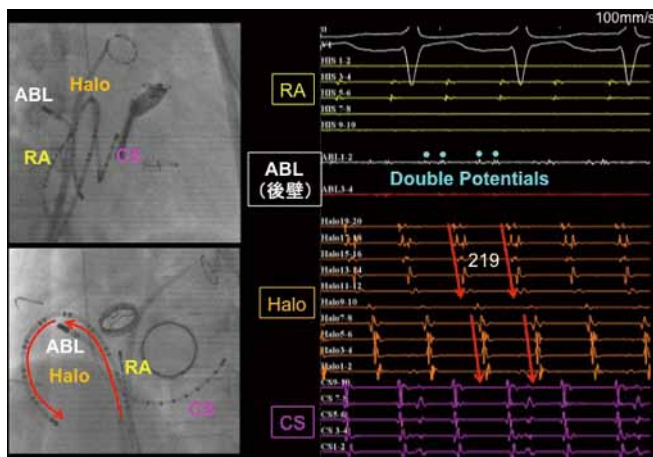 ABL
Halo
RA
CS
ABL
Halo
RA
CS
RA
ABL
(後壁)
Halo
CS
100mm/s
II
V1
HIS 1-2
HIS 3-4
HIS 5-6
HIS 7-8
HIS 9-10
ABL1-2
Double Potentials
ABL3-4
Halo19-20
Halo17-18
Halo15-16
219
Halo13-14
Halo11-12
Halo9-10
Halo7-8
Halo5-6
Halo3-4
Halo1-2
CS9-10
CS 7-8
CS5-6
CS 3-4
CS1-2